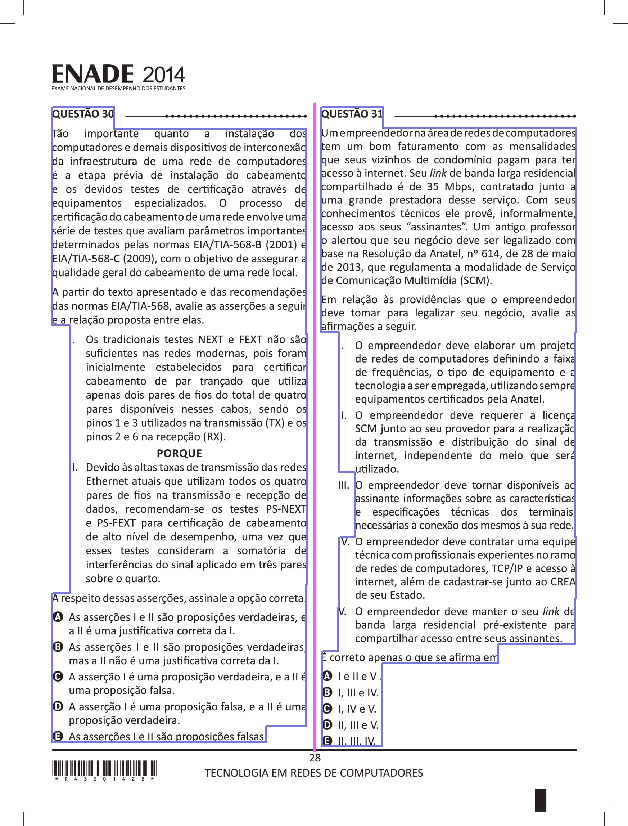 ENADE 2014
EXAME NACIONAL DE DESEMPENHO DOS ESTUDANTES
QUESTÃO 30
Tão importante quanto a instalação dos
computadores e demais dispositivos de interconexão
da infraestrutura de uma rede de computadores
é a etapa prévia de instalação do cabeamento
e os devidos testes de certificação através de
equipamentos especializados. O processo de
certificação do cabeamento de uma rede envolve uma
série de testes que avaliam parâmetros importantes
determinados pelas normas EIA/TIA-568-B (2001) e
EIA/TIA-568-C (2009), com o objetivo de assegurar a
qualidade geral do cabeamento de uma rede local.
A partir do texto apresentado e das recomendações
das normas EIA/TIA-568, avalie as asserções a seguir
e a relação proposta entre elas.
I. Os tradicionais testes NEXT e FEXT não são
suficientes nas redes modernas, pois foram
inicialmente estabelecidos para certificar
cabeamento de par trançado que utiliza
apenas dois pares de fios do total de quatro
pares disponíveis nesses cabos, sendo os
pinos 1 e 3 utilizados na transmissão (TX) e os
pinos 2 e 6 na recepção (RX).
PORQUE
II. Devido às altas taxas de transmissão das redes
Ethernet atuais que utilizam todos os quatro
pares de fios na transmissão e recepção de
dados, recomendam-se os testes PS-NEXT
e PS-FEXT para certificação de cabeamento
de alto nível de desempenho, uma vez que
esses testes consideram a somatória de
interferências do sinal aplicado em três pares
sobre o quarto.
A respeito dessas asserções, assinale a opção correta.
A As asserções I e II são proposições verdadeiras, e
a II é uma justificativa correta da I.
B As asserções I e II são proposições verdadeiras,
mas a II não é uma justificativa correta da I.
C A asserção I é uma proposição verdadeira, e a II é
uma proposição falsa.
D A asserção I é uma proposição falsa, e a II é uma
proposição verdadeira.
E As asserções I e II são proposições falsas.
QUESTÃO 31
Um empreendedor na área de redes de computadores
tem um bom faturamento com as mensalidades
que seus vizinhos de condomínio pagam para ter
acesso à internet. Seu link de banda larga residencial
compartilhado é de 35 Mbps, contratado junto a
uma grande prestadora desse serviço. Com seus
conhecimentos técnicos ele provê, informalmente,
acesso aos seus “assinantes”. Um antigo professor
o alertou que seu negócio deve ser legalizado com
base na Resolução da Anatel, nº 614, de 28 de maio
de 2013, que regulamenta a modalidade de Serviço
de Comunicação Multimídia (SCM).
Em relação às providências que o empreendedor
deve tomar para legalizar seu negócio, avalie as
afirmações a seguir.
I. O empreendedor deve elaborar um projeto
de redes de computadores definindo a faixa
de frequências, o tipo de equipamento e a
tecnologia a ser empregada, utilizando sempre
equipamentos certificados pela Anatel.
II. O empreendedor deve requerer a licença
SCM junto ao seu provedor para a realização
da transmissão e distribuição do sinal de
internet, independente do meio que será
utilizado.
III. O empreendedor deve tornar disponíveis ao
assinante informações sobre as características
e especificações técnicas dos terminais,
necessárias à conexão dos mesmos à sua rede.
IV. O empreendedor deve contratar uma equipe
técnica com profissionais experientes no ramo
de redes de computadores, TCP/IP e acesso à
internet, além de cadastrar-se junto ao CREA
de seu Estado.
V. O empreendedor deve manter o seu link de
banda larga residencial pré-existente para
compartilhar acesso entre seus assinantes.
É correto apenas o que se afirma em
A I e II e V .
B I, III e IV.
C I, IV e V.
D II, III e V.
E II, III, IV.
28
TECNOLOGIA EM REDES DE COMPUTADORES
*R43201428*